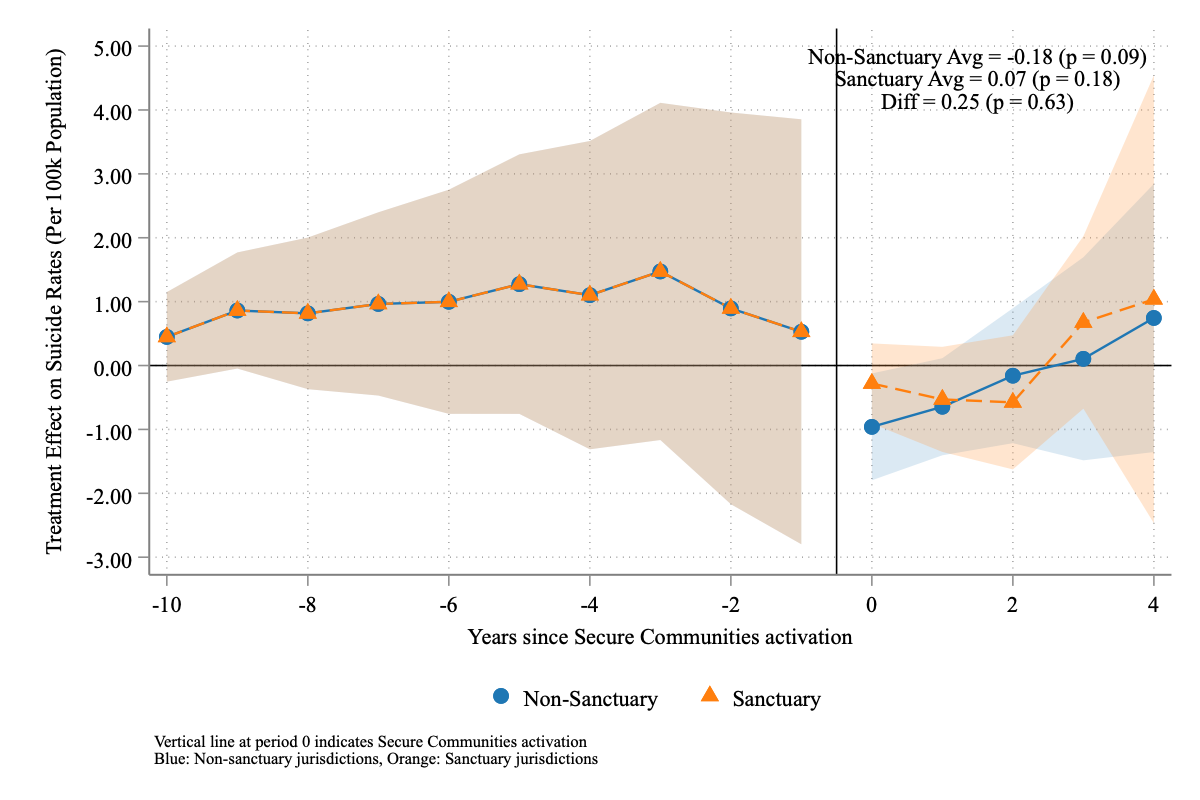 Non-Sanctuary Avg = -0.18 (p = 0.09)
Sanctuary Avg = 0.07 (p = 0.18)
Diff = 0.25 (p = 0.63)
Treatment Effect on Suicide Rates (Per 100k Population)
5.00
4.00
3.00
2.00
1.00
0.00
-1.00
-2.00
-3.00
-10
-8
-6
-4
-2
0
2
4
Years since Secure Communities activation
Non-Sanctuary
Sanctuary
Vertical line at period 0 indicates Secure Communities activation
Blue: Non-sanctuary jurisdictions, Orange: Sanctuary jurisdictions